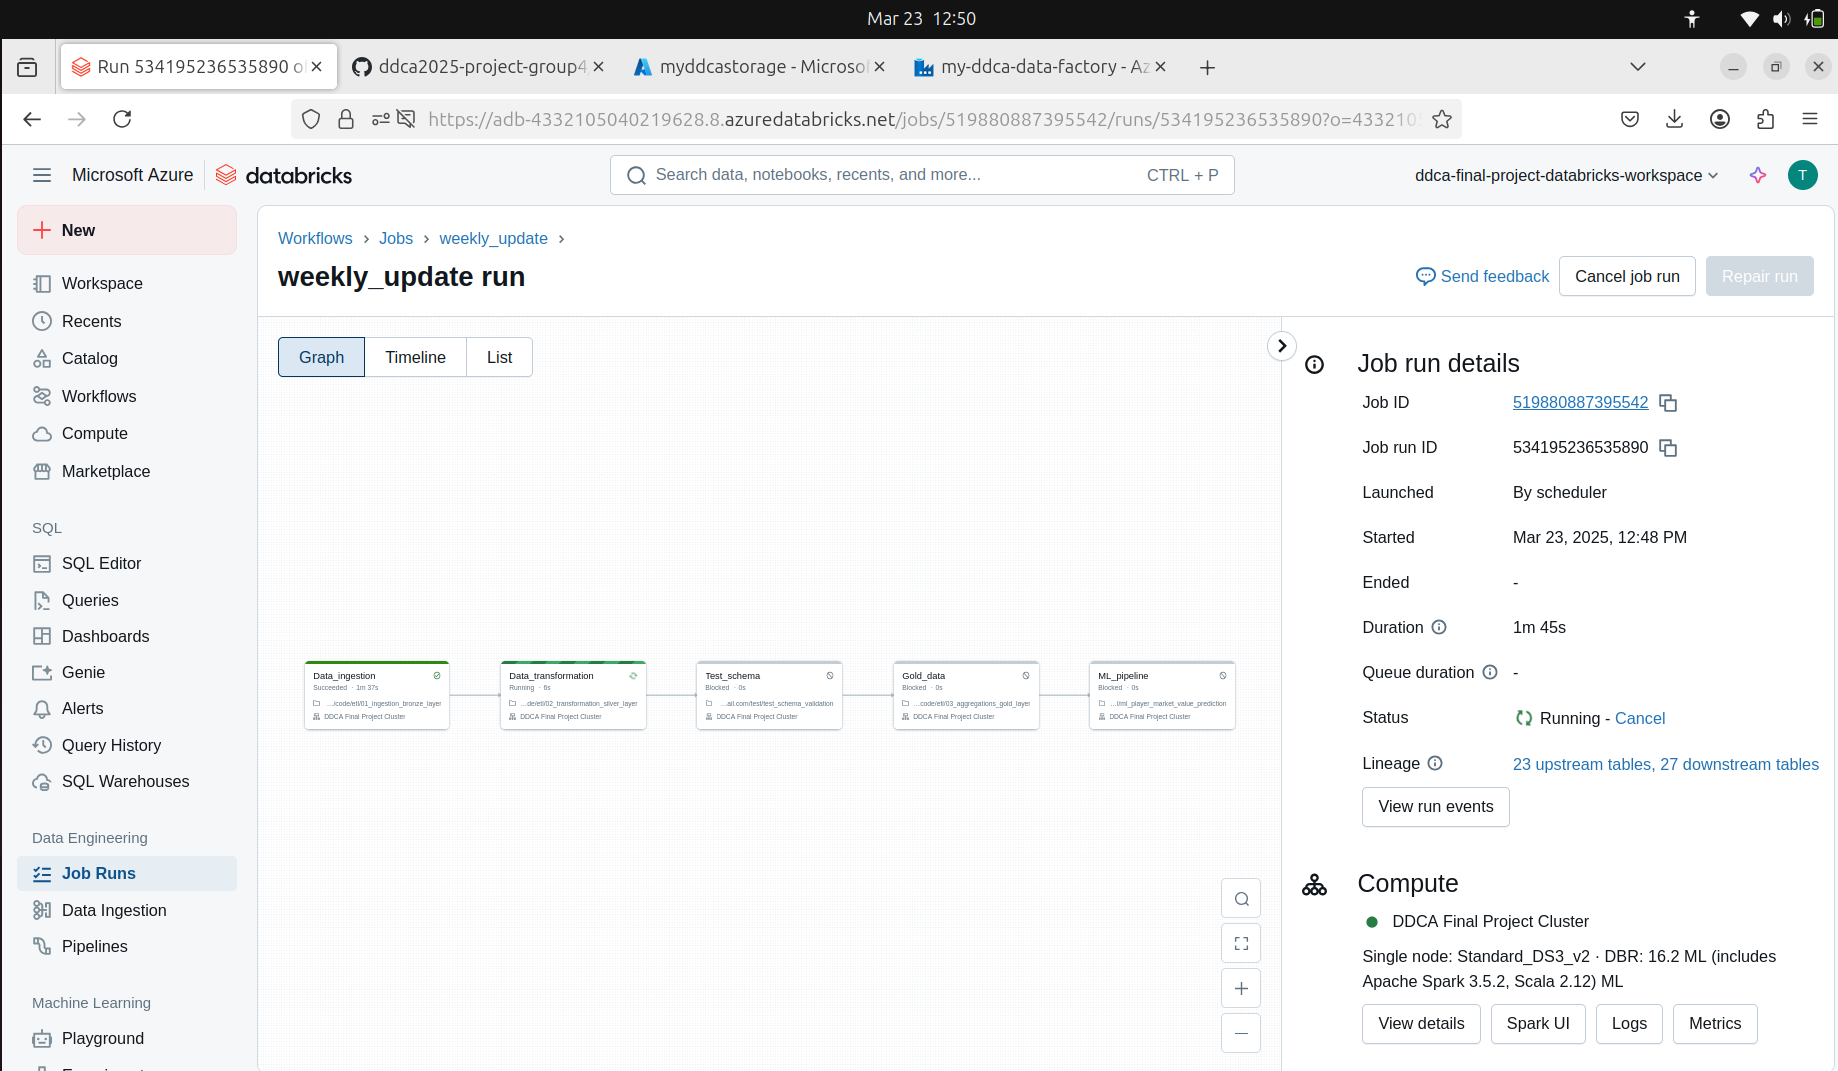 Mar 23 12:50
Run 534195236535890 o
ddca2025-project-group4
myddcastorage - Microso
my-ddca-data-factory - Az
https://adb-4332105040219628.8.azuredatabricks.net/jobs/519880887395542/runs/534195236535890?o=433210
Microsoft Azure
databricks
Search data, notebooks, recents, and more...
CTRL + P
ddca-final-project-databricks-workspace
T
New
Workspace
Recents
Catalog
Workflows
Compute
Marketplace
SQL
SQL Editor
Queries
Dashboards
Genie
Alerts
Query History
SQL Warehouses
Data Engineering
Job Runs
Data Ingestion
Pipelines
Machine Learning
Playground
Workflows › Jobs › weekly_update ›
weekly_update run
Send feedback
Cancel job run
Repair run
Graph
Timeline
List
Data_ingestion
Succeeded · 1m 37s
.../code/etl/01_ingestion_bronze_layer
DDCA Final Project Cluster
Data_transformation
Running · 6s
...de/etl/02_transformation_silver_layer
DDCA Final Project Cluster
Test_schema
Blocked · 0s
...ail.com/test/test_schema_validation
DDCA Final Project Cluster
Gold_data
Blocked · 0s
...code/etl/03_aggregations_gold_layer
DDCA Final Project Cluster
ML_pipeline
Blocked · 0s
...l/ml_player_market_value_prediction
DDCA Final Project Cluster
Job run details
Job ID 519880887395542
Job run ID 534195236535890
Launched By scheduler
Started Mar 23, 2025, 12:48 PM
Ended -
Duration 1m 45s
Queue duration -
Status Running - Cancel
Lineage 23 upstream tables, 27 downstream tables
View run events
Compute
DDCA Final Project Cluster
Single node: Standard_DS3_v2 · DBR: 16.2 ML (includes
Apache Spark 3.5.2, Scala 2.12) ML
View details
Spark UI
Logs
Metrics